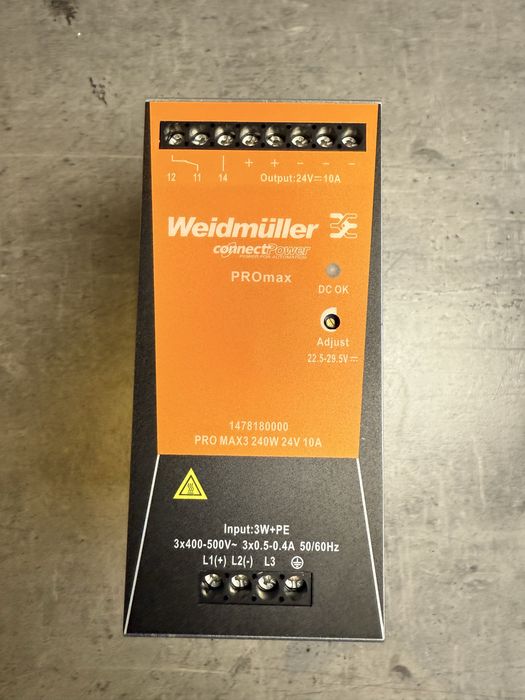 12 11 14 + + − − −
Output:24V⎓10A
Weidmüller
connectPower
POWER FOR AUTOMATION
PROmax
DC OK
Adjust
22.5-29.5V⎓
1478180000
PRO MAX3 240W 24V 10A
Input:3W+PE
3x400-500V~ 3x0.5-0.4A 50/60Hz
L1(+) L2(-) L3 ⏚